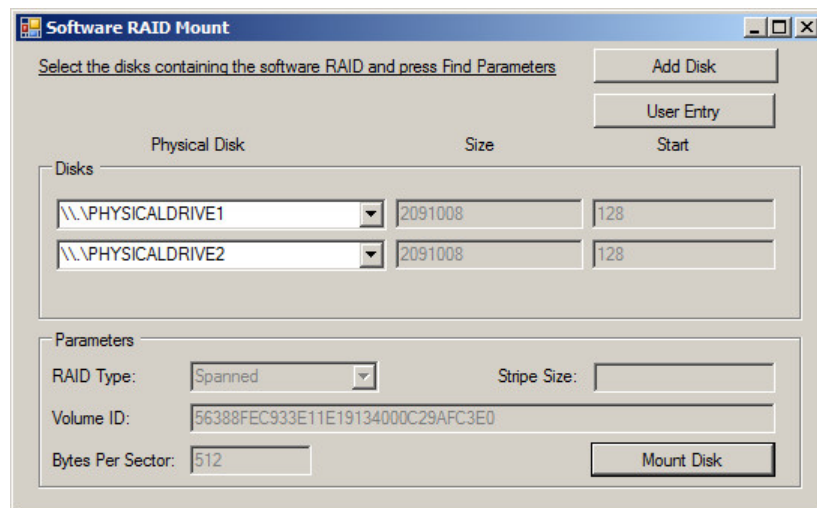 Software RAID Mount
Select the disks containing the software RAID and press Find Parameters
Add Disk
User Entry
Physical Disk Size Start
Disks
\\.\PHYSICALDRIVE1 2091008 128
\\.\PHYSICALDRIVE2 2091008 128
Parameters
RAID Type: Spanned Stripe Size:
Volume ID: 56388FEC933E11E19134000C29AFC3E0
Bytes Per Sector: 512 Mount Disk